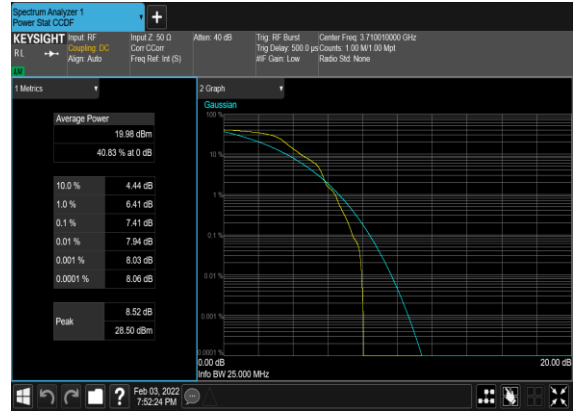 Spectrum Analyzer 1
Power Stat CCDF
KEYSIGHT Input: RF Input Z: 50 Ω Atten: 40 dB Trig: RF Burst Center Freq: 3.710010000 GHz
RL Coupling: DC Corr CCorr Trig Delay: 500.0 µs Counts: 1.00 M/1.00 Mpt
Align: Auto Freq Ref: Int (S) #IF Gain: Low Radio Std: None
1 Metrics 2 Graph
Gaussian
Average Power
19.98 dBm
40.83 % at 0 dB
10.0 % 4.44 dB
1.0 % 6.41 dB
0.1 % 7.41 dB
0.01 % 7.94 dB
0.001 % 8.03 dB
0.0001 % 8.06 dB
Peak 8.52 dB
28.50 dBm
100 %
10 %
1 %
0.1 %
0.01 %
0.001 %
0.0001 %
0.00 dB 20.00 dB
Info BW 25.000 MHz
? Feb 03, 2022
7:52:24 PM